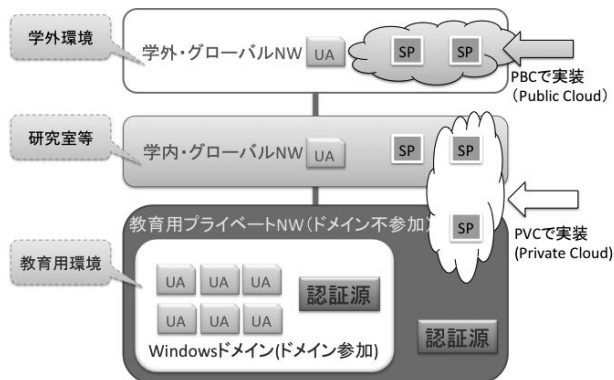 学外環境
学外・グローバルNW
UA
SP
SP
PBCで実装
（Public Cloud）
研究室等
学内・グローバルNW
UA
SP
SP
教育用プライベートNW（ドメイン不参加）
SP
PVCで実装
(Private Cloud)
教育用環境
UA
UA
UA
認証源
UA
UA
UA
認証源
Windowsドメイン(ドメイン参加)